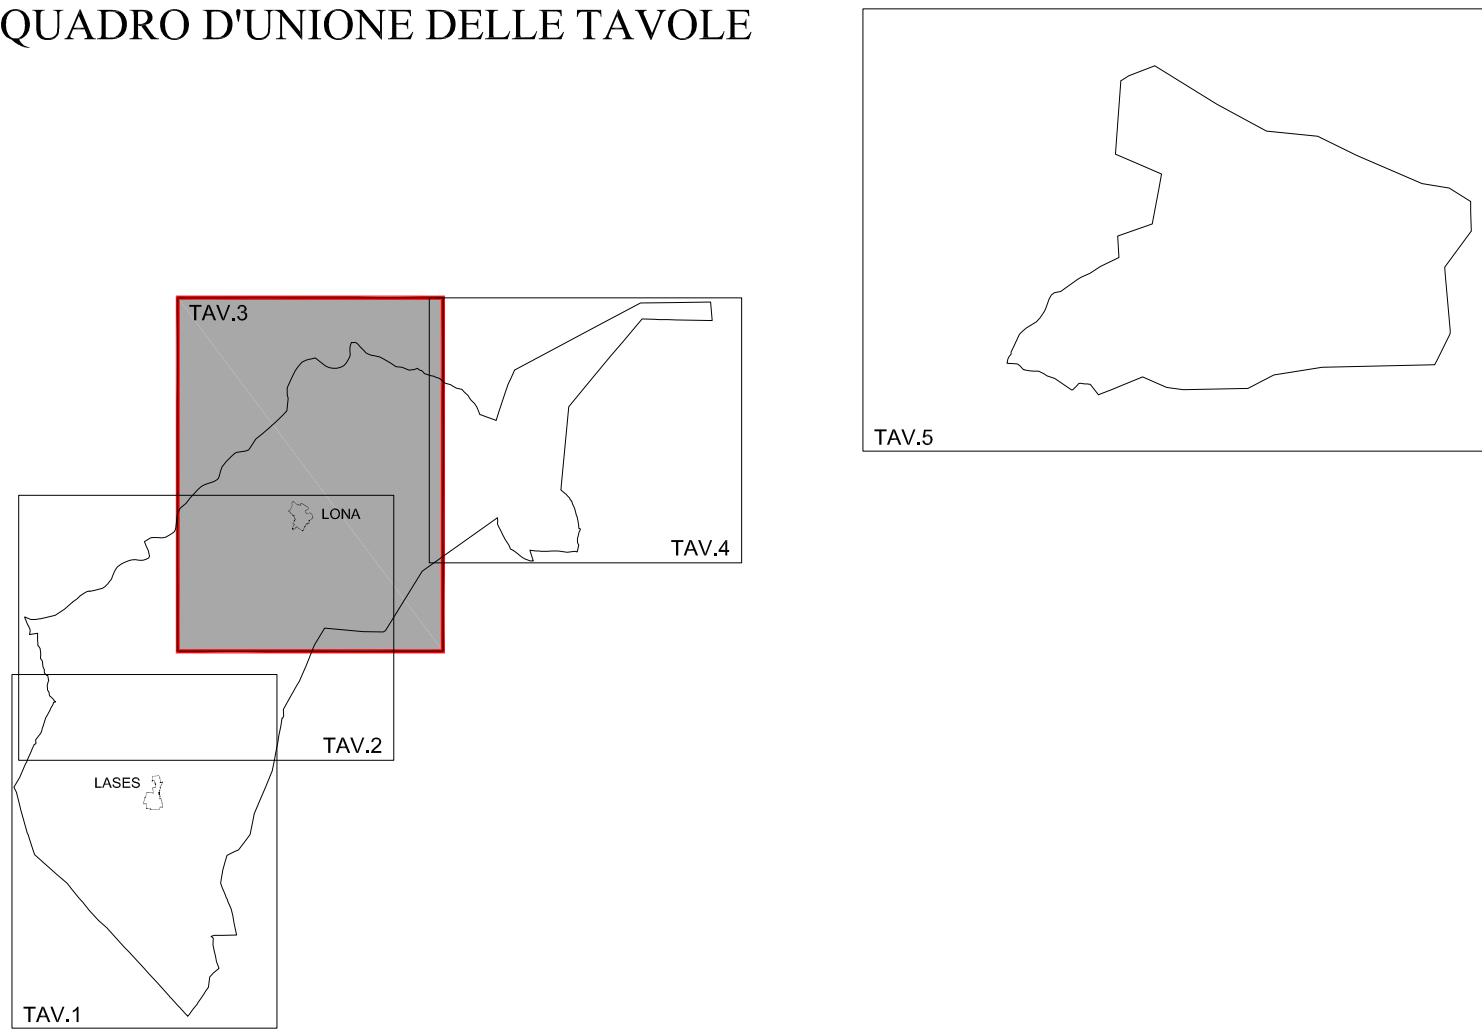 QUADRO D'UNIONE DELLE TAVOLE
TAV.3
LONA
TAV.4
TAV.5
TAV.2
LASES
TAV.1